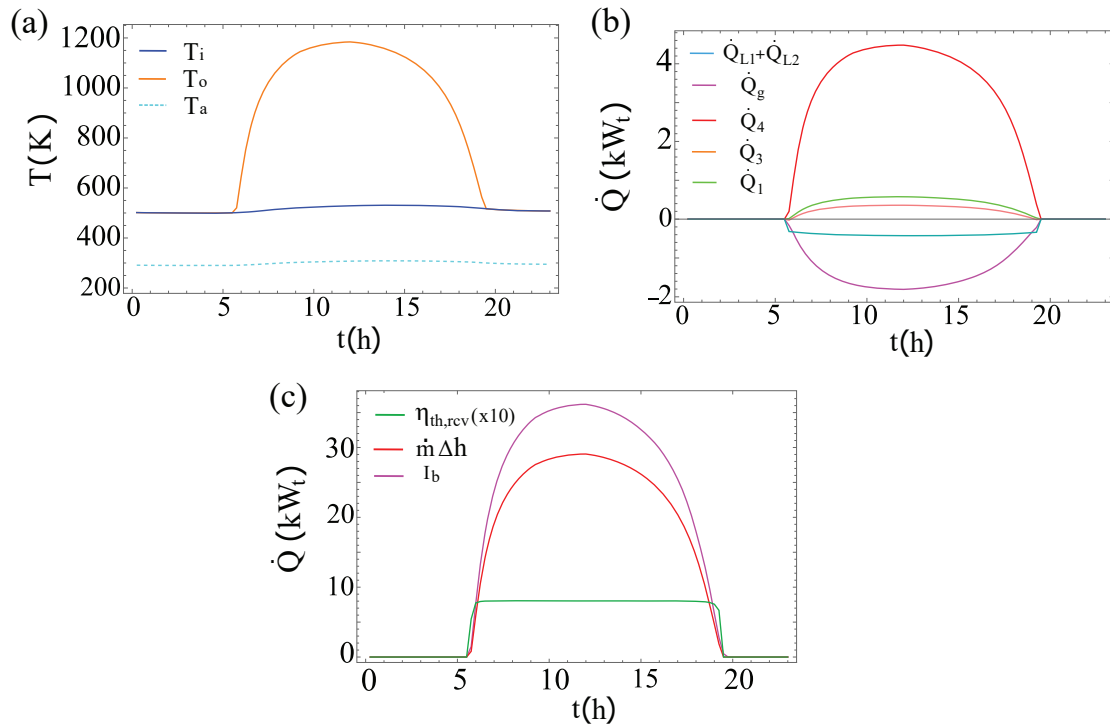 (a)
1200
1000
800
600
400
200
T(K)
Ti
To
Ta
0 5 10 15 20
t(h)
(b)
4
2
0
−2
Q̇ (kWt)
Q̇L1+Q̇L2
Q̇g
Q̇4
Q̇3
Q̇1
0 5 10 15 20
t(h)
(c)
30
20
10
0
Q̇ (kWt)
ηth,rcv(x10)
ṁ Δh
Ib
0 5 10 15 20
t(h)